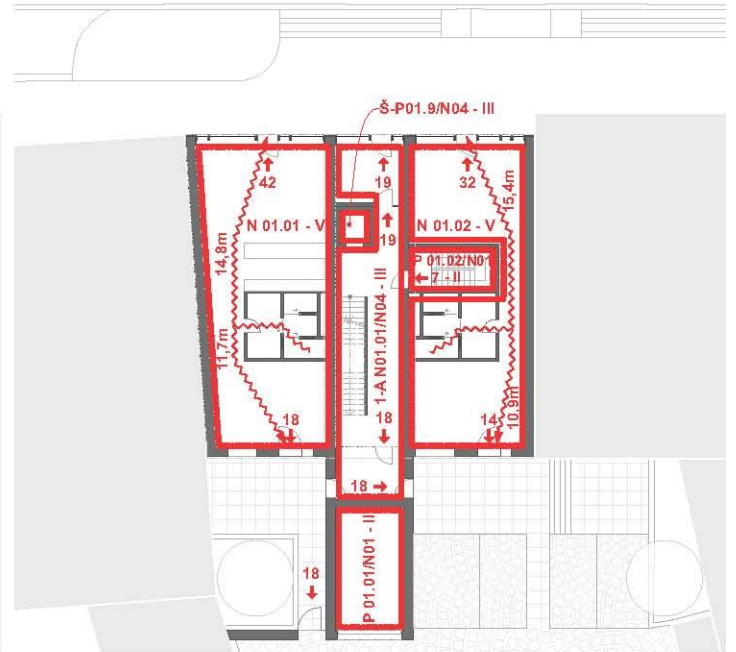 Š-P01.9/N04 - III
42
19
32
15,4m
N 01.01 - V
19
N 01.02 - V
14,8m
P 01.02/N01
7 - II
1-A N01.01/N04 - III
11,7m
10,9m
18
18
14
18
P 01.01/N01 - II
18